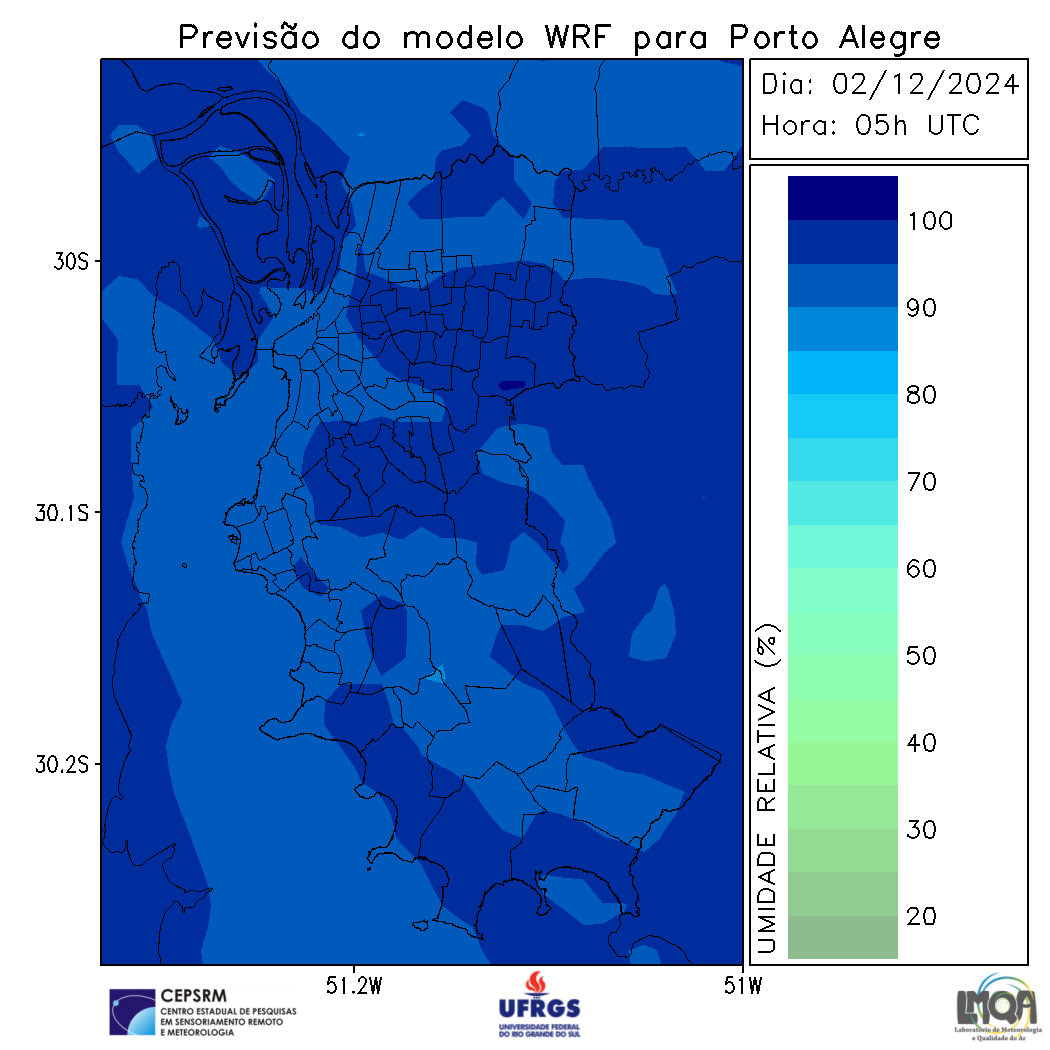 Previsão do modelo WRF para Porto Alegre
Dia: 02/12/2024
Hora: 05h UTC
100
90
80
70
60
50
40
30
20
UMIDADE RELATIVA (%)
30S
30.1S
30.2S
51.2W
51W
CEPSRM
CENTRO ESTADUAL DE PESQUISAS
EM SENSORIAMENTO REMOTO
E METEOROLOGIA
UFRGS
UNIVERSIDADE FEDERAL
DO RIO GRANDE DO SUL
LMQA
Laboratório de Meteorologia
e Qualidade do Ar